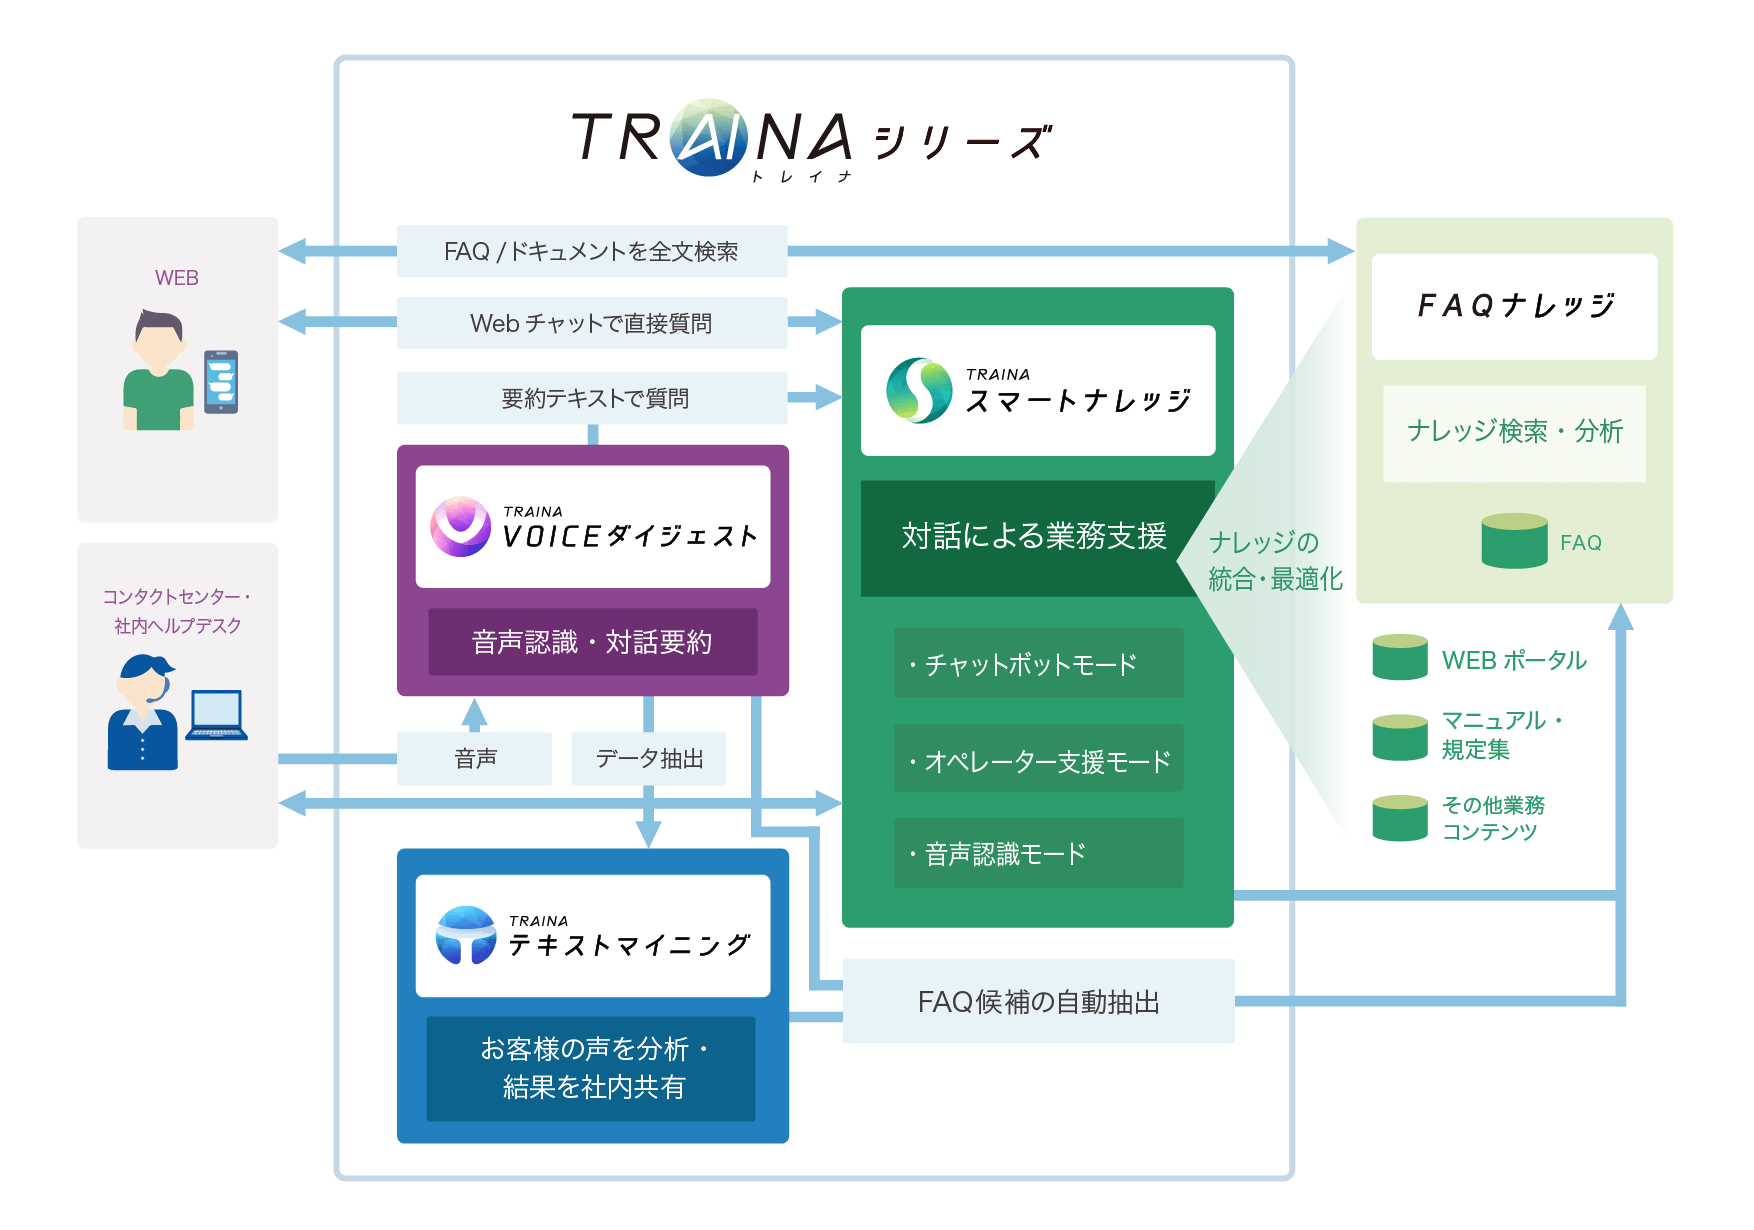 TRAINAシリーズ
トレイナ
WEB
FAQ /ドキュメントを全文検索
Web チャットで直接質問
要約テキストで質問
TRAINA
VOICEダイジェスト
音声認識・対話要約
コンタクトセンター・
社内ヘルプデスク
音声
データ抽出
TRAINA
テキストマイニング
お客様の声を分析・
結果を社内共有
TRAINA
スマートナレッジ
対話による業務支援
・チャットボットモード
・オペレーター支援モード
・音声認識モード
FAQ候補の自動抽出
ナレッジの
統合・最適化
FAQナレッジ
ナレッジ検索・分析
FAQ
WEB ポータル
マニュアル・
規定集
その他業務
コンテンツ